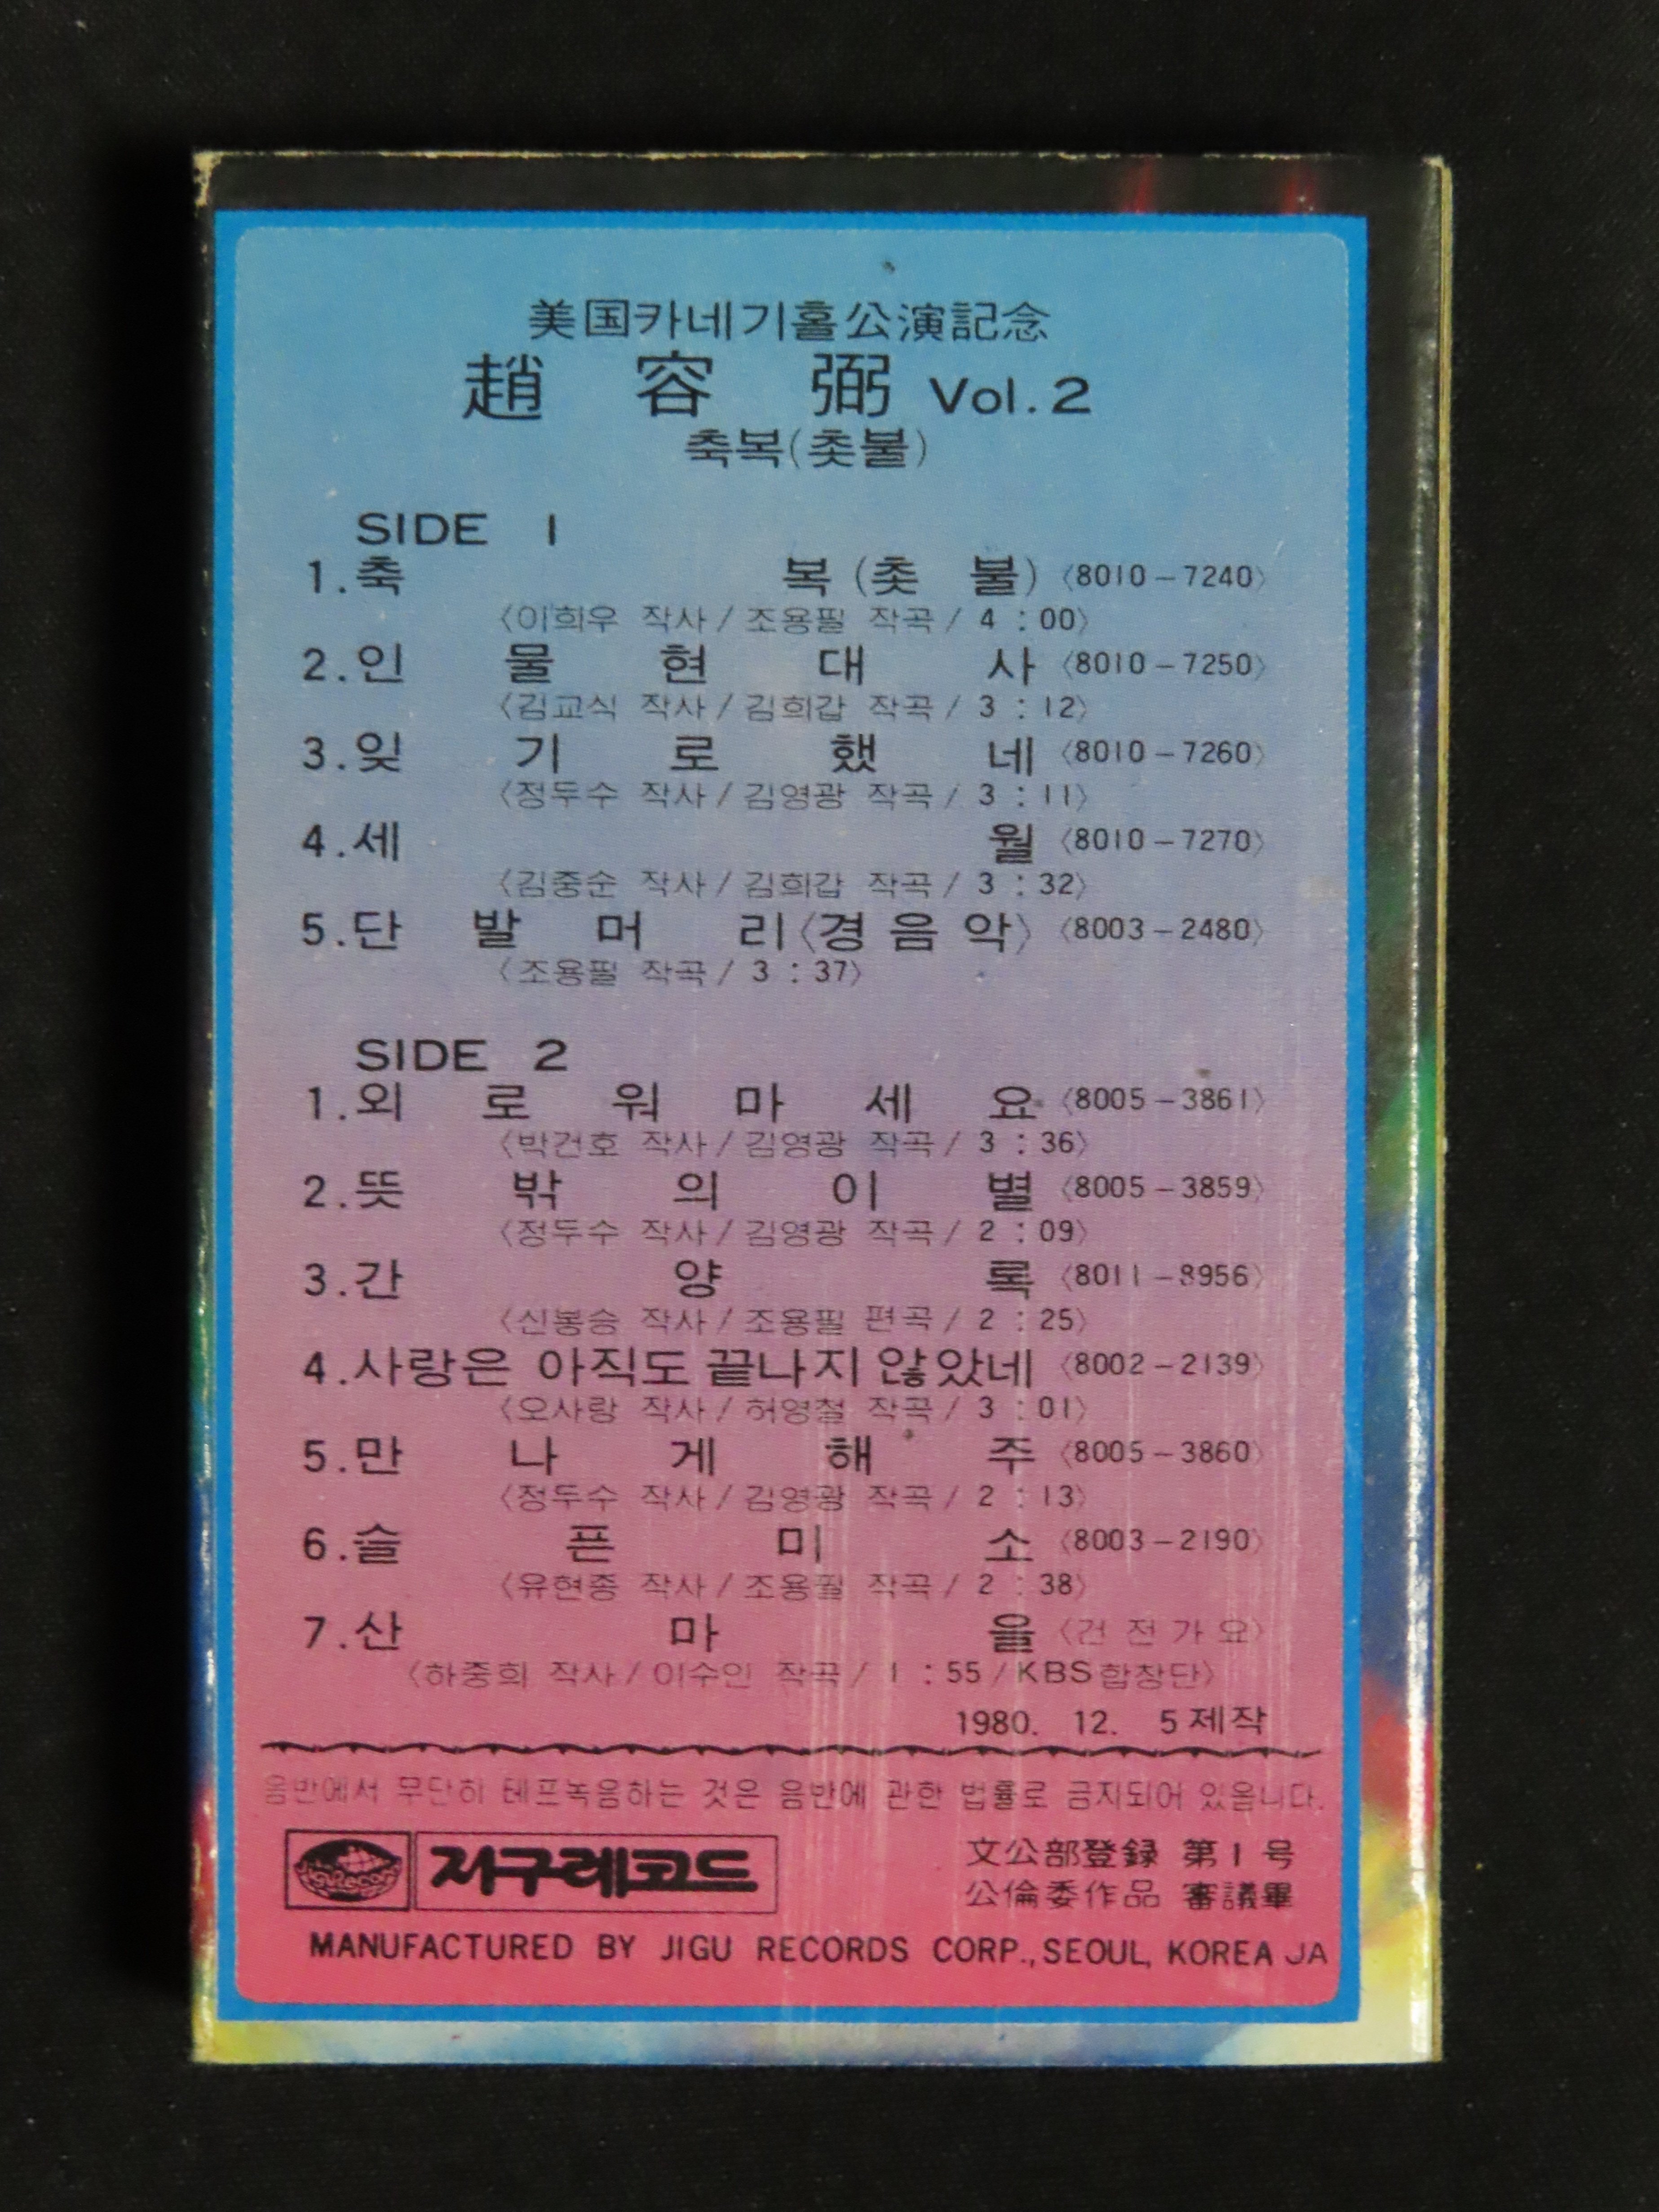 美国카네기홀公演記念
趙 容 弼 Vol.2
축복(촛불)
SIDE 1
1.축 복(촛 불) 〈8010-7240〉
〈이희우 작사/조용필 작곡/4:00〉
2.인 물 현 대 사 〈8010-7250〉
〈김교식 작사/김희갑 작곡/3:12〉
3.잊 기 로 했 네 〈8010-7260〉
〈정두수 작사/김영광 작곡/3:11〉
4.세 월 〈8010-7270〉
〈김중순 작사/김희갑 작곡/3:32〉
5.단 발 머 리〈경 음 악〉 〈8003-2480〉
〈조용필 작곡/3:37〉
SIDE 2
1.외 로 워 마 세 요 〈8005-3861〉
〈박건호 작사/김영광 작곡/3:36〉
2.뜻 밖 의 이 별 〈8005-3859〉
〈정두수 작사/김영광 작곡/2:09〉
3.간 양 록 〈8011-8956〉
〈신봉승 작사/조용필 편곡/2:25〉
4.사랑은 아직도 끝나지 않았네 〈8002-2139〉
〈오사랑 작사/허영철 작곡/3:01〉
5.만 나 게 해 주 〈8005-3860〉
〈정두수 작사/김영광 작곡/2:13〉
6.슬 픈 미 소 〈8003-2190〉
〈유현종 작사/조용필 작곡/2:38〉
7.산 마 을 〈건 전 가 요〉
〈하중희 작사/이수인 작곡/1:55/KBS합창단〉
1980. 12. 5 제작
음반에서 무단히 테프녹음하는 것은 음반에 관한 법률로 금지되어 있읍니다.
지구레코드
文公部登録 第1号
公倫委作品 審議畢
MANUFACTURED BY JIGU RECORDS CORP., SEOUL, KOREA JA